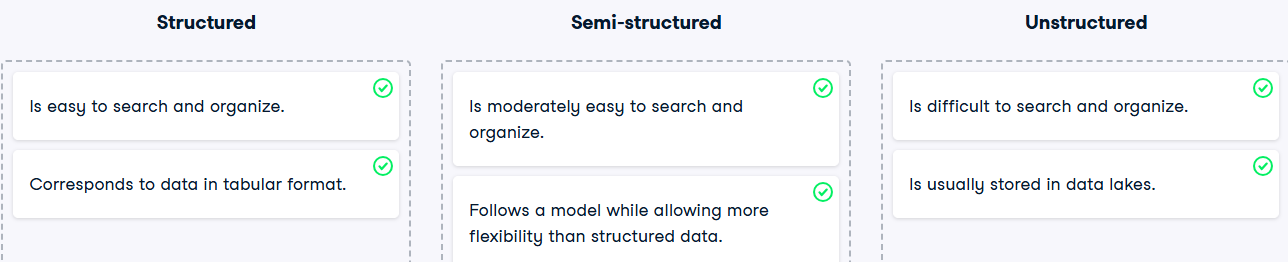 Structured
Is easy to search and organize.
Corresponds to data in tabular format.
Semi-structured
Is moderately easy to search and
organize.
Follows a model while allowing more
flexibility than structured data.
Unstructured
Is difficult to search and organize.
Is usually stored in data lakes.